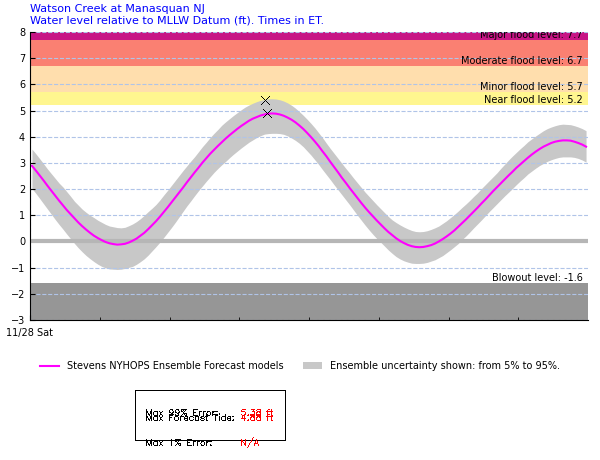 Watson Creek at Manasquan NJ
Water level relative to MLLW Datum (ft). Times in ET.
8
7
6
5
4
3
2
1
0
−1
−2
−3
Major flood level: 7.7
Moderate flood level: 6.7
Minor flood level: 5.7
Near flood level: 5.2
Blowout level: -1.6
11/28 Sat
Stevens NYHOPS Ensemble Forecast models
Ensemble uncertainty shown: from 5% to 95%.
Max 99% Error:
Max Forecast Tide: 4.88 ft
Max 1% Error: N/A